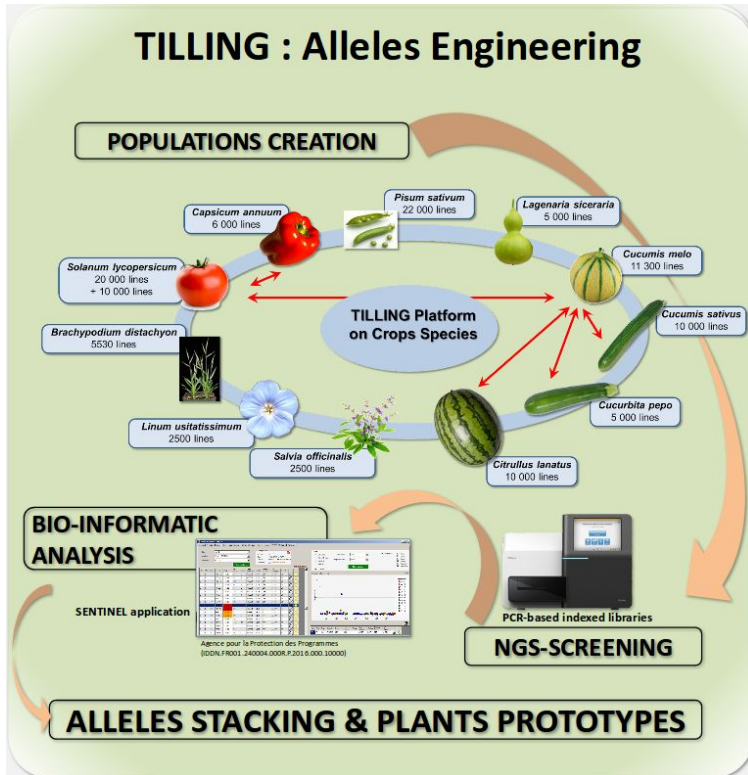 TILLING : Alleles Engineering
POPULATIONS CREATION
Pisum sativum
22 000 lines
Lagenaria siceraria
5 000 lines
Capsicum annuum
6 000 lines
Cucumis melo
11 300 lines
Solanum lycopersicum
20 000 lines
+ 10 000 lines
TILLING Platform
on Crops Species
Cucumis sativus
10 000 lines
Brachypodium distachyon
5530 lines
Cucurbita pepo
5 000 lines
Linum usitatissimum
2500 lines
Salvia officinalis
2500 lines
Citrullus lanatus
10 000 lines
BIO-INFORMATIC
ANALYSIS
SENTINEL application
Agence pour la Protection des Programmes
(IDDN.FR001.240004.000R.P.2016.000.10000)
PCR-based indexed libraries
NGS-SCREENING
ALLELES STACKING & PLANTS PROTOTYPES